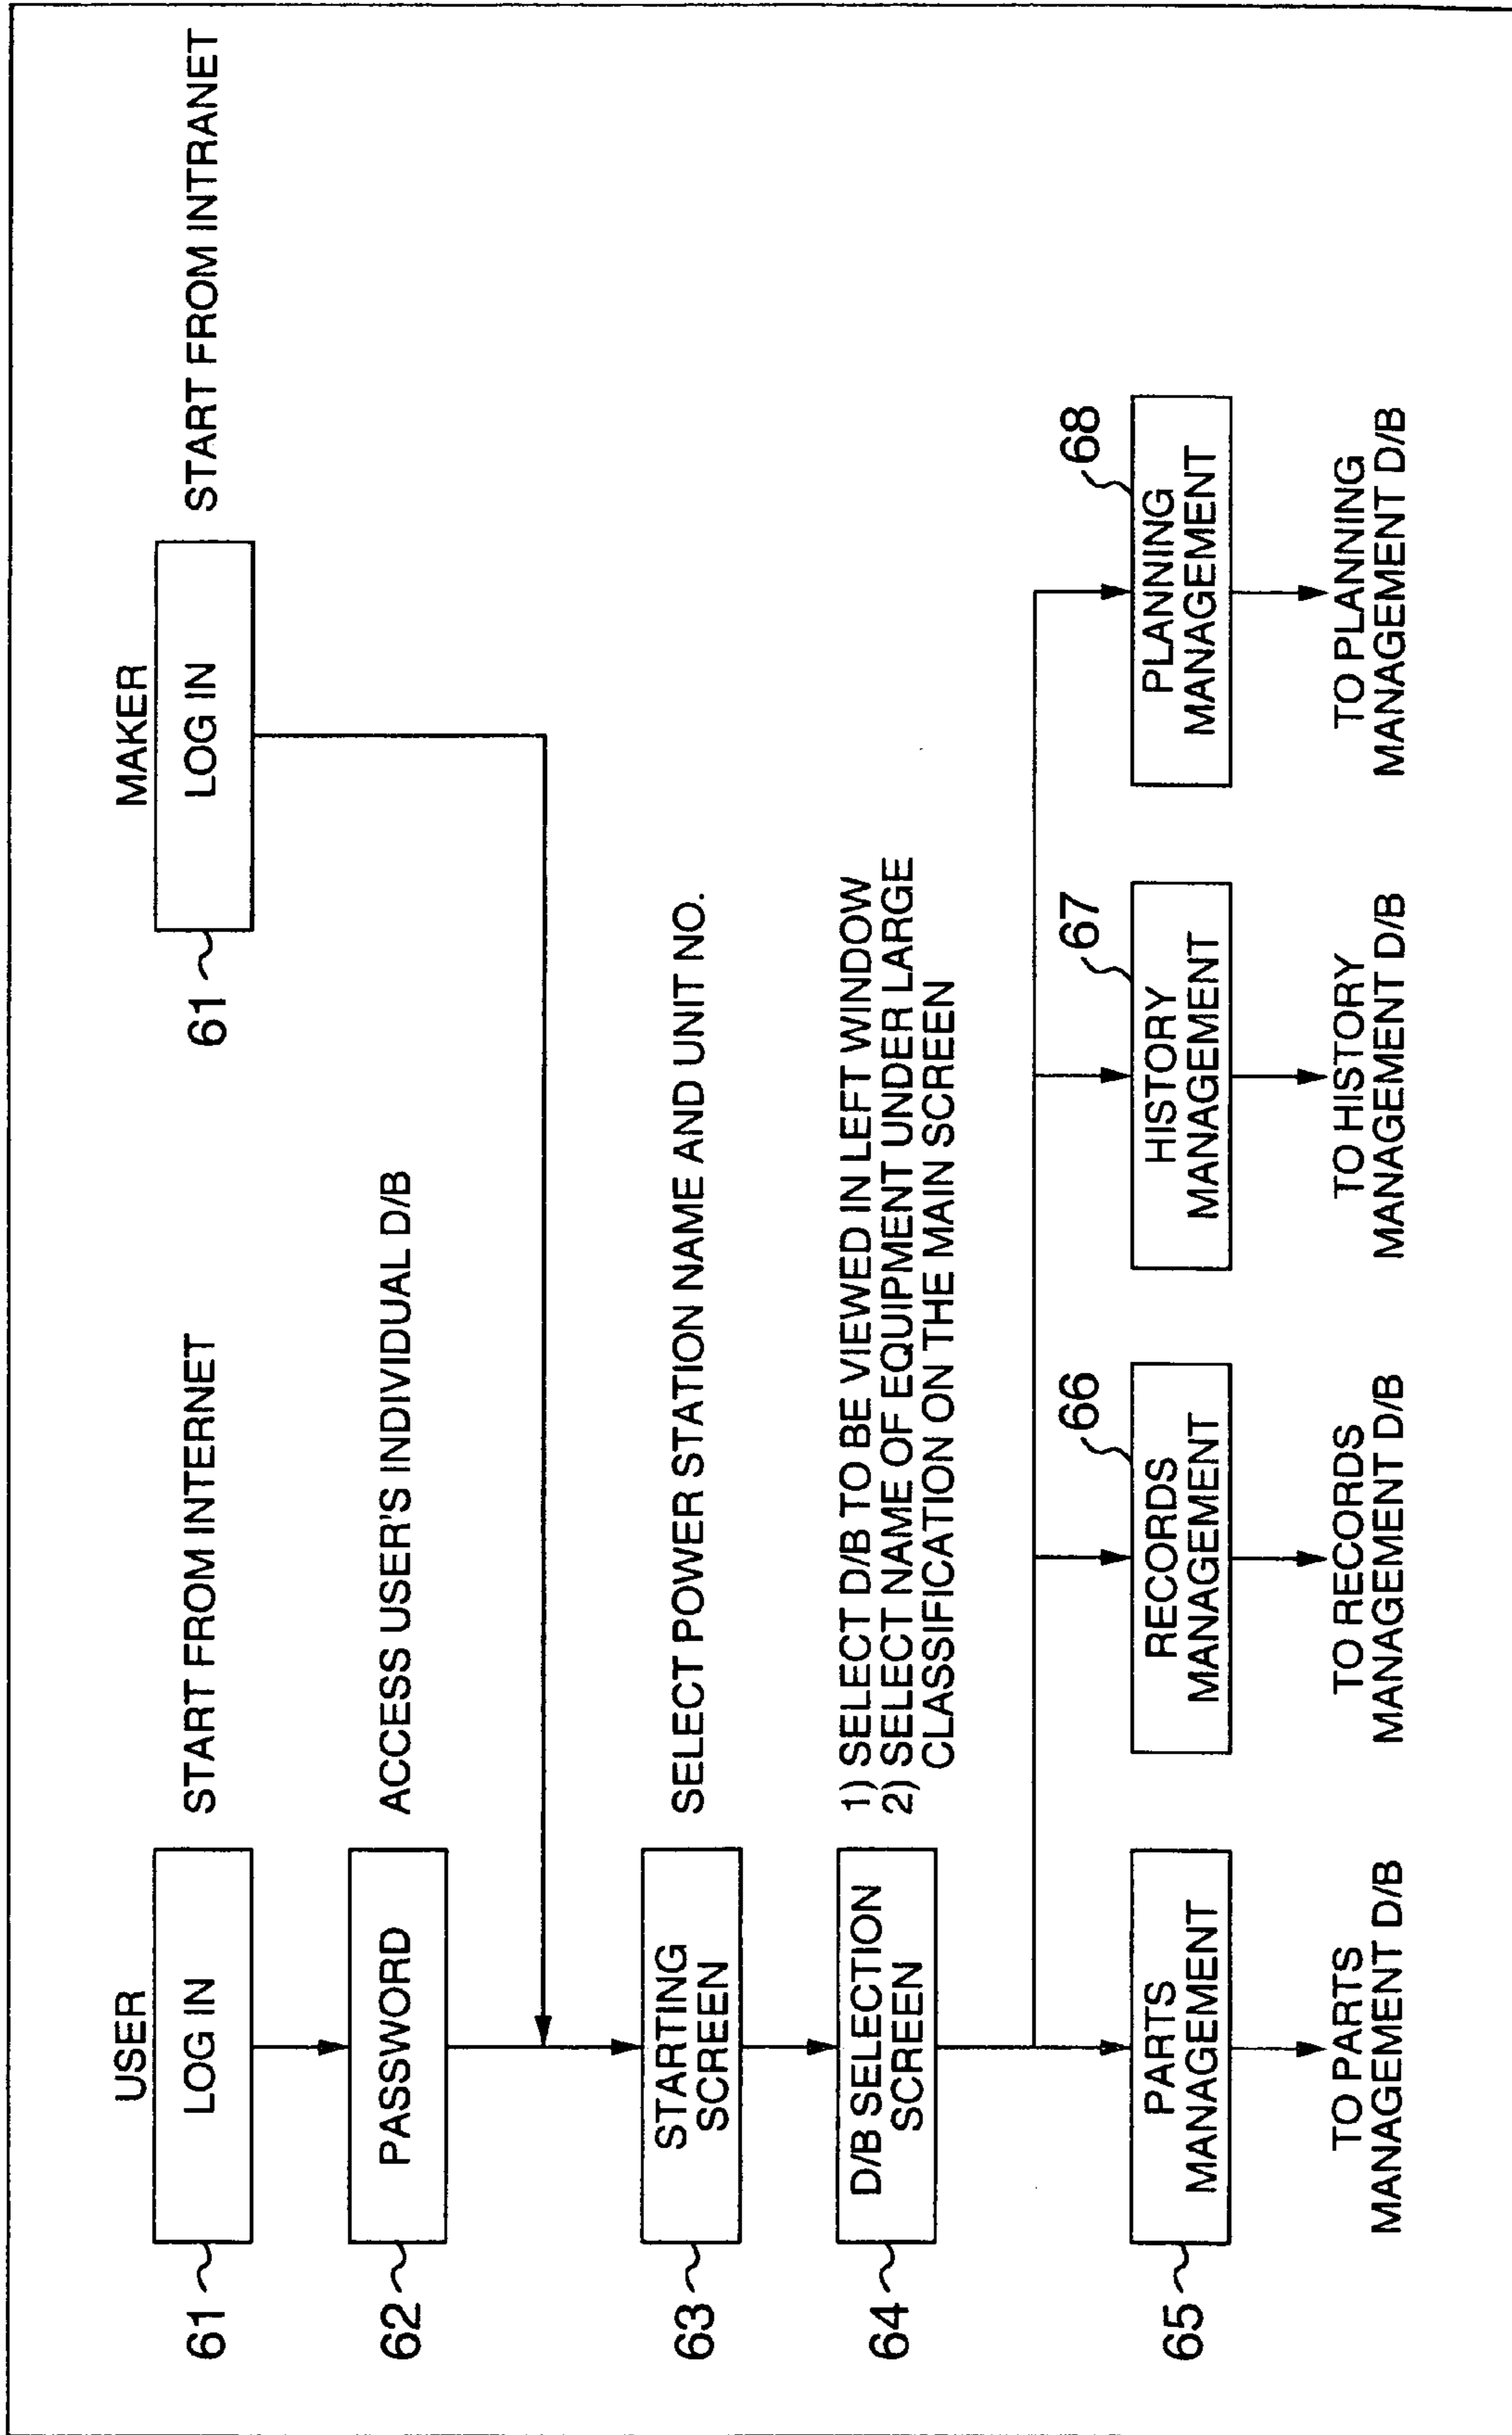 USER
MAKER
61
LOG IN
START FROM INTERNET
61
LOG IN
START FROM INTRANET
62
PASSWORD
ACCESS USER'S INDIVIDUAL D/B
63
STARTING
SCREEN
SELECT POWER STATION NAME AND UNIT NO.
64
D/B SELECTION
SCREEN
1) SELECT D/B TO BE VIEWED IN LEFT WINDOW
2) SELECT NAME OF EQUIPMENT UNDER LARGE
CLASSIFICATION ON THE MAIN SCREEN
65
PARTS
MANAGEMENT
66
RECORDS
MANAGEMENT
67
HISTORY
MANAGEMENT
68
PLANNING
MANAGEMENT
TO PARTS
MANAGEMENT D/B
TO RECORDS
MANAGEMENT D/B
TO HISTORY
MANAGEMENT D/B
TO PLANNING
MANAGEMENT D/B